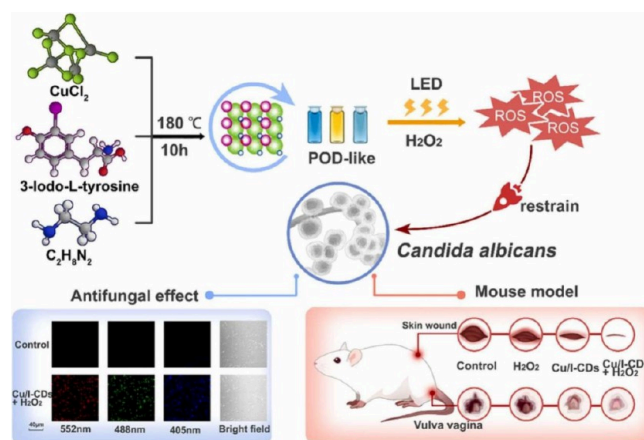 CuCl2
3-Iodo-L-tyrosine
C2H8N2
180 ℃
10h
POD-like
LED
H2O2
ROS
ROS
ROS
restrain
Candida albicans
Antifungal effect
Mouse model
Control
Cu/I-CDs
+ H2O2
40μm
552nm
488nm
405nm
Bright field
Skin wound
Control
H2O2
Cu/I-CDs
Cu/I-CDs
+ H2O2
Vulva vagina